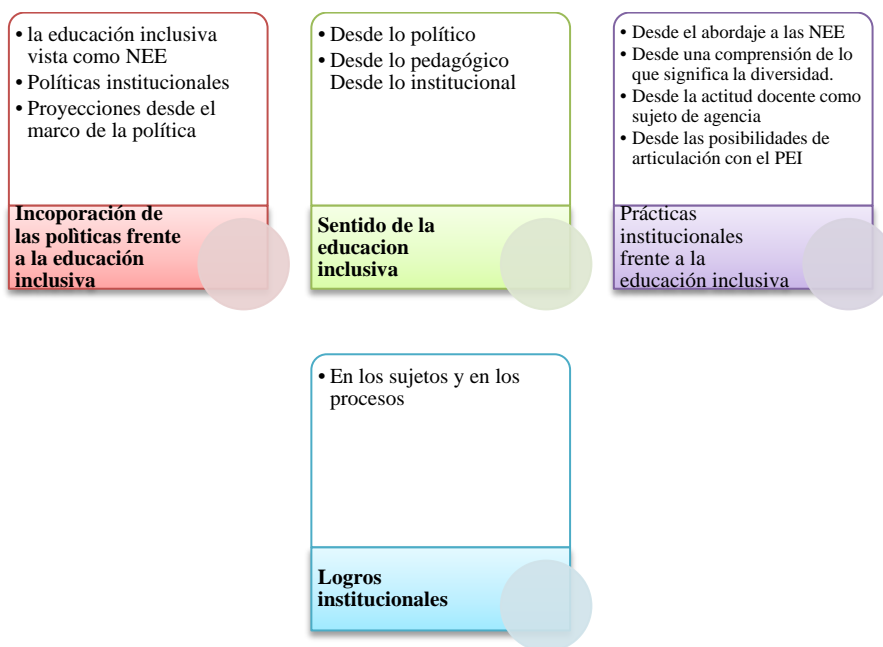 • la educación inclusiva
vista como NEE
• Políticas institucionales
• Proyecciones desde el
marco de la política
Incoporación de
las polìticas frente
a la educación
inclusiva
• Desde lo político
• Desde lo pedagógico
Desde lo institucional
Sentido de la
educacion
inclusiva
• Desde el abordaje a las NEE
• Desde una comprensión de lo
que significa la diversidad.
• Desde la actitud docente como
sujeto de agencia
• Desde las posibilidades de
articulación con el PEI
Prácticas
institucionales
frente a la
educación inclusiva
• En los sujetos y en los
procesos
Logros
institucionales